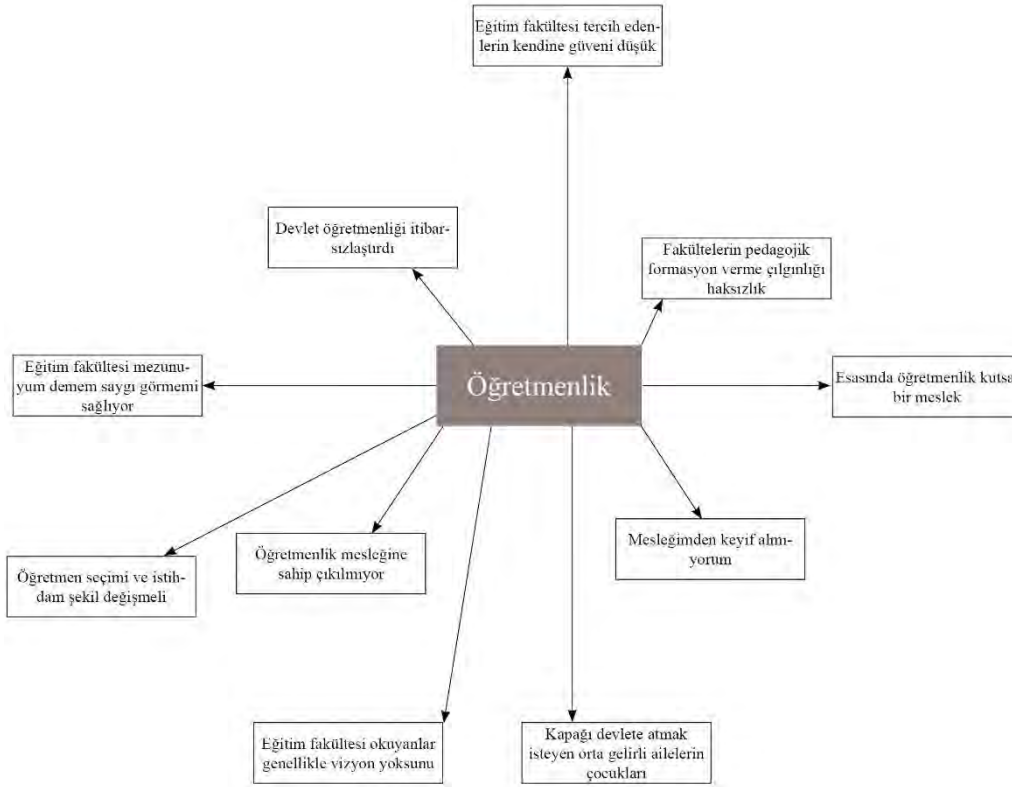 Eğitim fakültesi tercih eden-
lerin kendine güveni düşük
Devlet öğretmenliği itibar-
sızlaştırdı
Fakültelerin pedagojik
formasyon verme çılgınlığı
haksızlık
Eğitim fakültesi mezunu-
yum demem saygı görmemi
sağlıyor
Öğretmenlik
Esasında öğretmenlik kutsa
bir meslek
Öğretmen seçimi ve istih-
dam şekil değişmeli
Öğretmenlik mesleğine
sahip çıkılmıyor
Mesleğimden keyif almı-
yorum
Eğitim fakültesi okuyanlar
genellikle vizyon yoksunu
Kapağı devlete atmak
isteyen orta gelirli ailelerin
çocukları